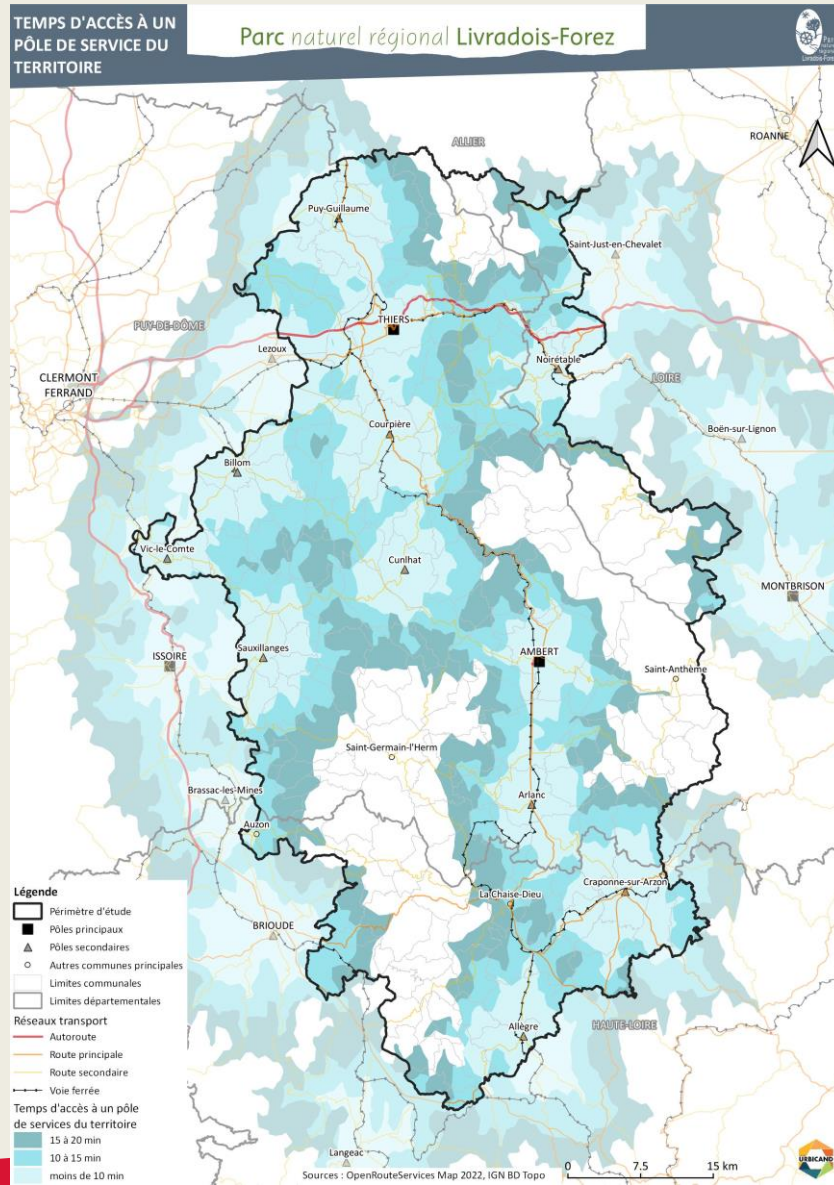 TEMPS D'ACCÈS À UN
PÔLE DE SERVICE DU
TERRITOIRE
Parc naturel régional Livradois-Forez
ROANNE
ALLIER
Puy-Guillaume
Saint-Just-en-Chevalet
PUY-DE-DÔME
THIERS
Lezoux
Noirétable
CLERMONT
FERRAND
LOIRE
Courpière
Boën-sur-Lignon
Billom
Vic-le-Comte
Cunlhat
MONTBRISON
ISSOIRE
Sauxillanges
AMBERT
Saint-Anthème
Saint-Germain-l'Herm
Brassac-les-Mines
Arlanc
Auzon
La Chaise-Dieu
Craponne-sur-Arzon
BRIOUDE
Allègre
HAUTE-LOIRE
Langeac
Légende
Périmètre d'étude
Pôles principaux
Pôles secondaires
Autres communes principales
Limites communales
Limites départementales
Réseaux transport
Autoroute
Route principale
Route secondaire
Voie ferrée
Temps d'accès à un pôle
de services du territoire
15 à 20 min
10 à 15 min
moins de 10 min
Sources : OpenRouteServices Map 2022, IGN BD Topo
0 7.5 15 km
URBICAND